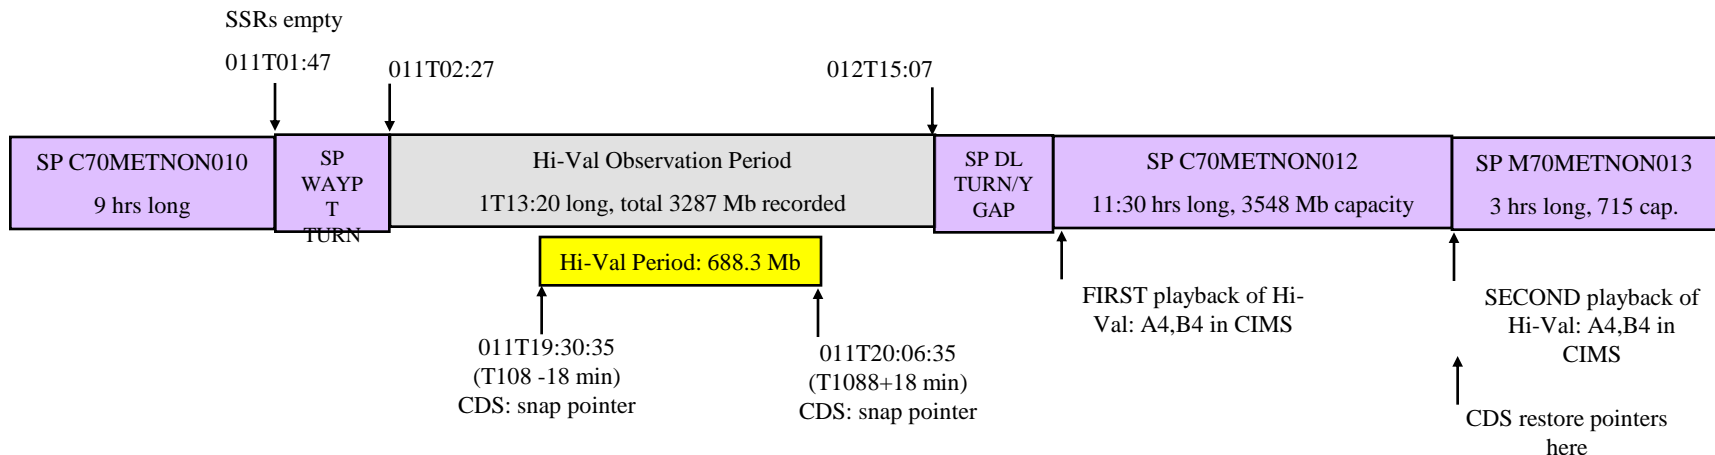 SSRs empty
011T01:47
011T02:27
012T15:07
SP C70METNON010
9 hrs long
SP
WAYP
T
TURN
Hi-Val Observation Period
1T13:20 long, total 3287 Mb recorded
SP DL
TURN/Y
GAP
SP C70METNON012
11:30 hrs long, 3548 Mb capacity
SP M70METNON013
3 hrs long, 715 cap.
Hi-Val Period: 688.3 Mb
011T19:30:35
(T108 -18 min)
CDS: snap pointer
011T20:06:35
(T1088+18 min)
CDS: snap pointer
FIRST playback of Hi-
Val: A4,B4 in CIMS
SECOND playback of
Hi-Val: A4,B4 in
CIMS
CDS restore pointers
here